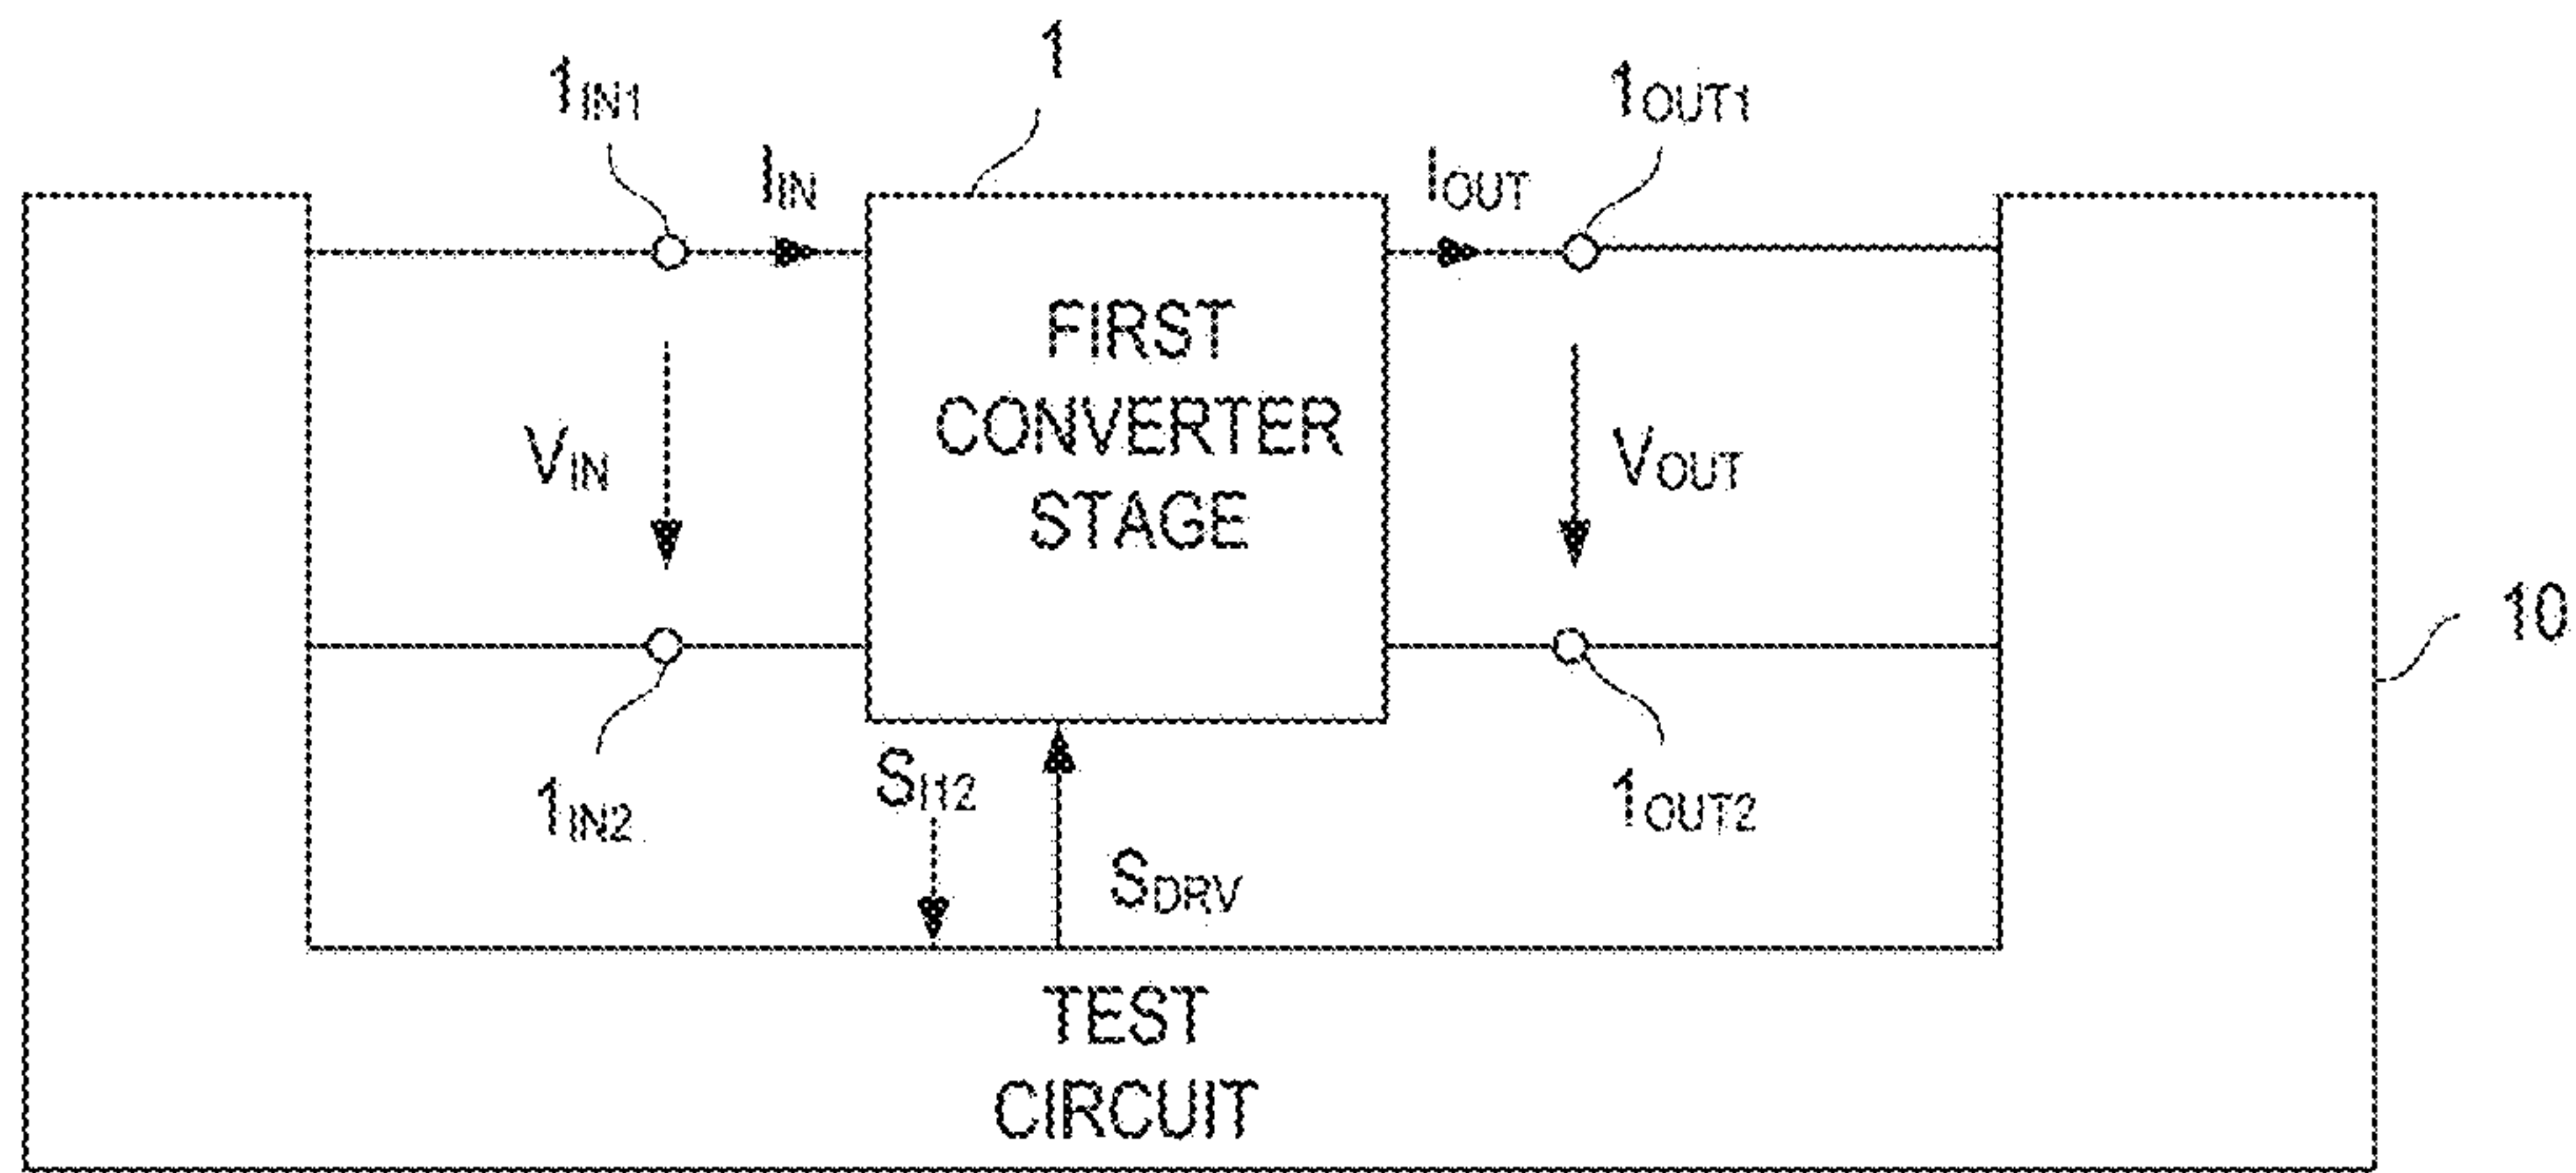 1
1IN1
1OUT1
IIN
IOUT
FIRST
CONVERTER
STAGE
VIN
VOUT
10
SI12
1IN2
1OUT2
SDRV
TEST
CIRCUIT